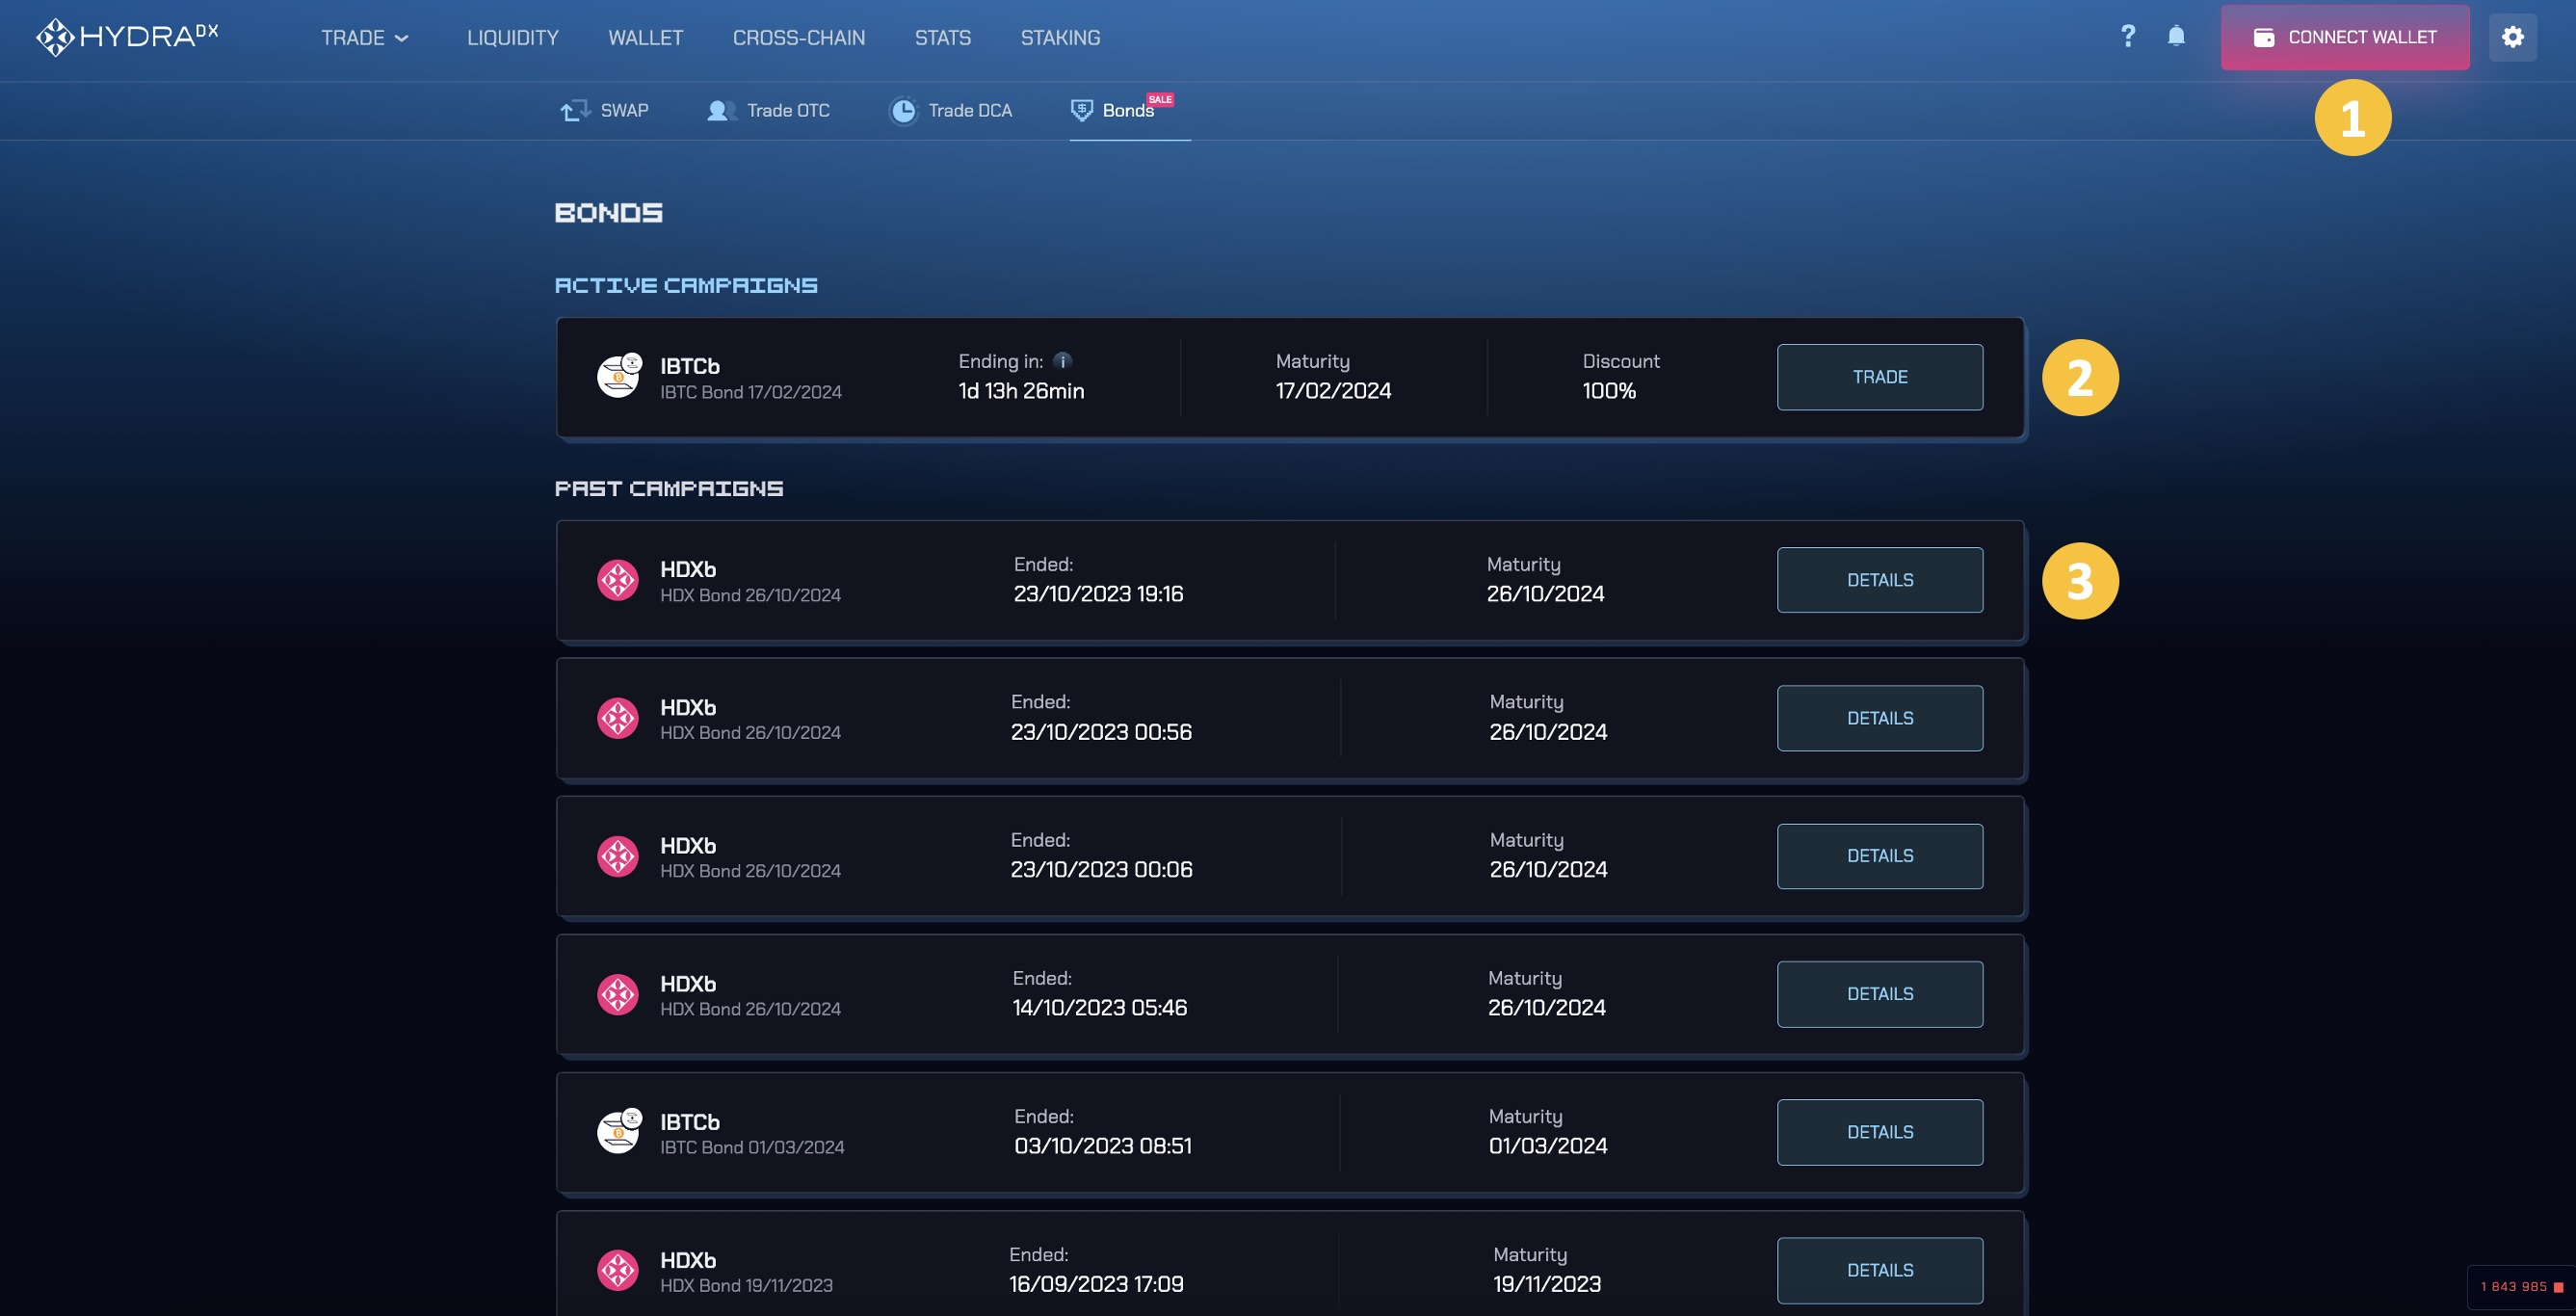 HYDRADX TRADE LIQUIDITY WALLET CROSS-CHAIN STATS STAKING ? CONNECT WALLET
1
SWAP Trade OTC Trade DCA Bonds SALE
BONDS
ACTIVE CAMPAIGNS
IBTCb
IBTC Bond 17/02/2024
Ending in: i
1d 13h 26min
Maturity
17/02/2024
Discount
100%
TRADE
2
PAST CAMPAIGNS
HDXb
HDX Bond 26/10/2024
Ended:
23/10/2023 19:16
Maturity
26/10/2024
DETAILS
3
HDXb
HDX Bond 26/10/2024
Ended:
23/10/2023 00:56
Maturity
26/10/2024
DETAILS
HDXb
HDX Bond 26/10/2024
Ended:
23/10/2023 00:06
Maturity
26/10/2024
DETAILS
HDXb
HDX Bond 26/10/2024
Ended:
14/10/2023 05:46
Maturity
26/10/2024
DETAILS
IBTCb
IBTC Bond 01/03/2024
Ended:
03/10/2023 08:51
Maturity
01/03/2024
DETAILS
HDXb
HDX Bond 19/11/2023
Ended:
16/09/2023 17:09
Maturity
19/11/2023
DETAILS
1 843 985